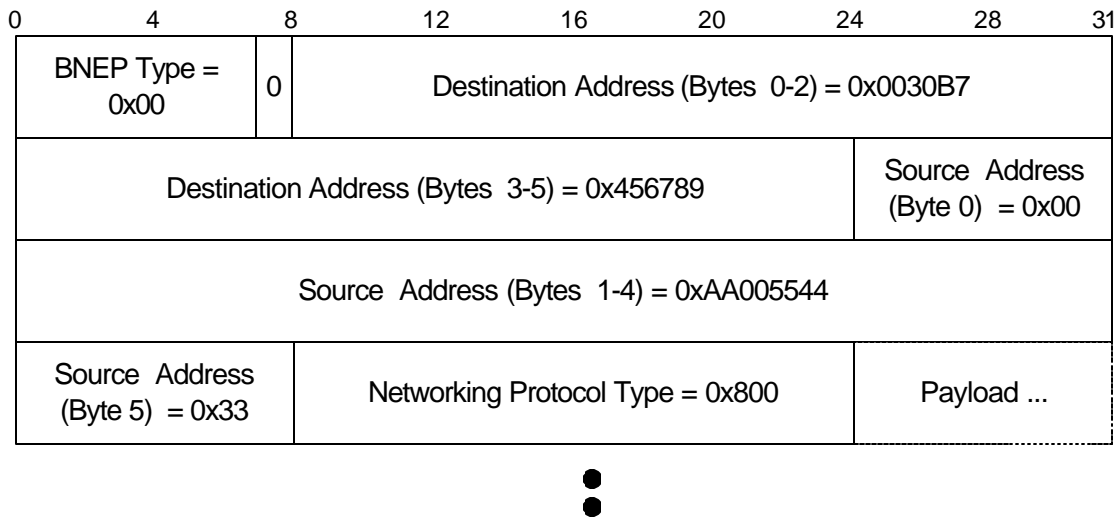 0 4 8 12 16 20 24 28 31
BNEP Type =
0x00
0
Destination Address (Bytes 0-2) = 0x0030B7
Destination Address (Bytes 3-5) = 0x456789
Source Address
(Byte 0) = 0x00
Source Address (Bytes 1-4) = 0xAA005544
Source Address
(Byte 5) = 0x33
Networking Protocol Type = 0x800
Payload ...